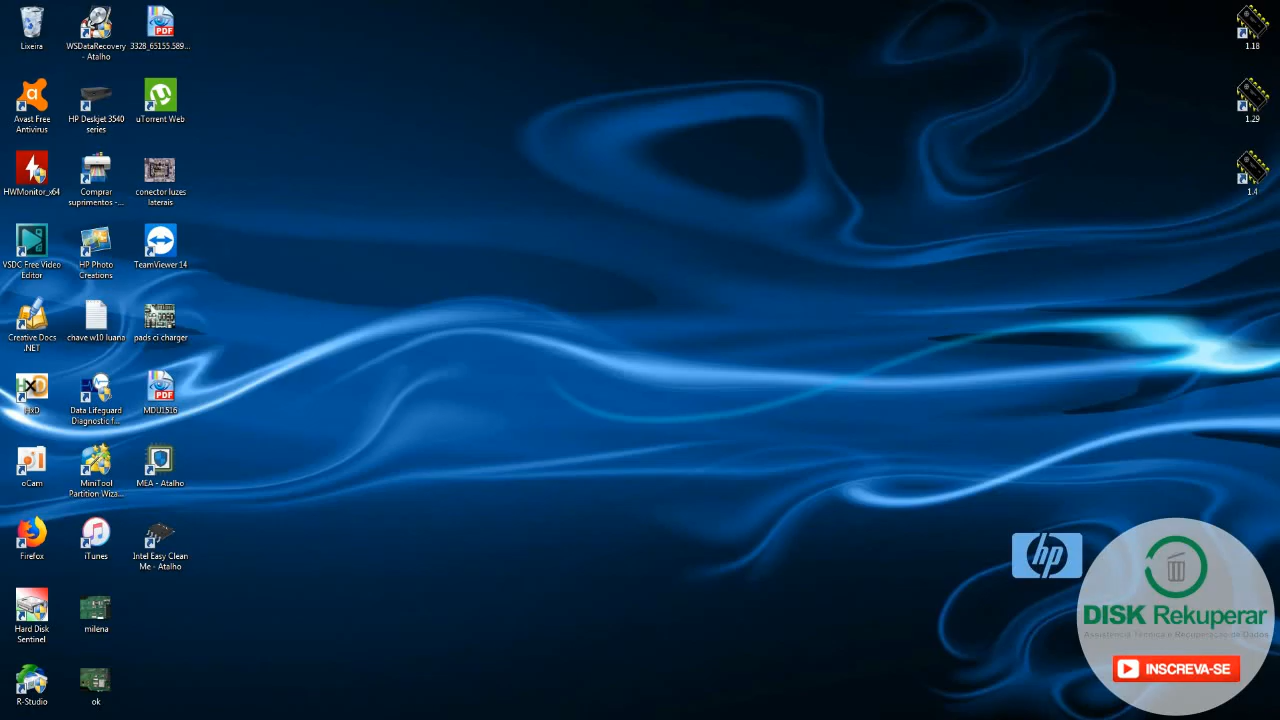 Lixeira
WSDataRecovery
- Atalho
3328_65155.589...
Avast Free
Antivirus
HP Deskjet 3540
series
uTorrent Web
HWMonitor_x64
Comprar
suprimentos -...
conector luzes
laterais
VSDC Free Video
Editor
HP Photo
Creations
TeamViewer 14
Creative Docs
.NET
chave w10 luana
pads ci charger
HxD
Data Lifeguard
Diagnostic f...
MDU1516
oCam
MiniTool
Partition Wiza...
MEA - Atalho
Firefox
iTunes
Intel Easy Clean
Me - Atalho
Hard Disk
Sentinel
milena
R-Studio
ok
1.18
1.29
1.4
PDF
PDF
HxD
hp
DISK Rekuperar
Assistência Técnica e Recuperação de Dados
INSCREVA-SE